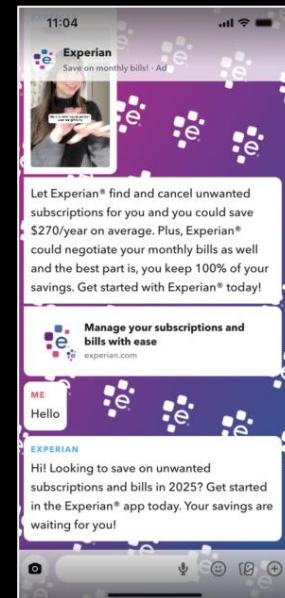 11:04
Experian
Save on monthly bills! · Ad
Let Experian® find and cancel unwanted
subscriptions for you and you could save
$270/year on average. Plus, Experian®
could negotiate your monthly bills as well
and the best part is, you keep 100% of your
savings. Get started with Experian® today!
Manage your subscriptions and
bills with ease
experian.com
ME
Hello
EXPERIAN
Hi! Looking to save on unwanted
subscriptions and bills in 2025? Get started
in the Experian® app today. Your savings are
waiting for you!